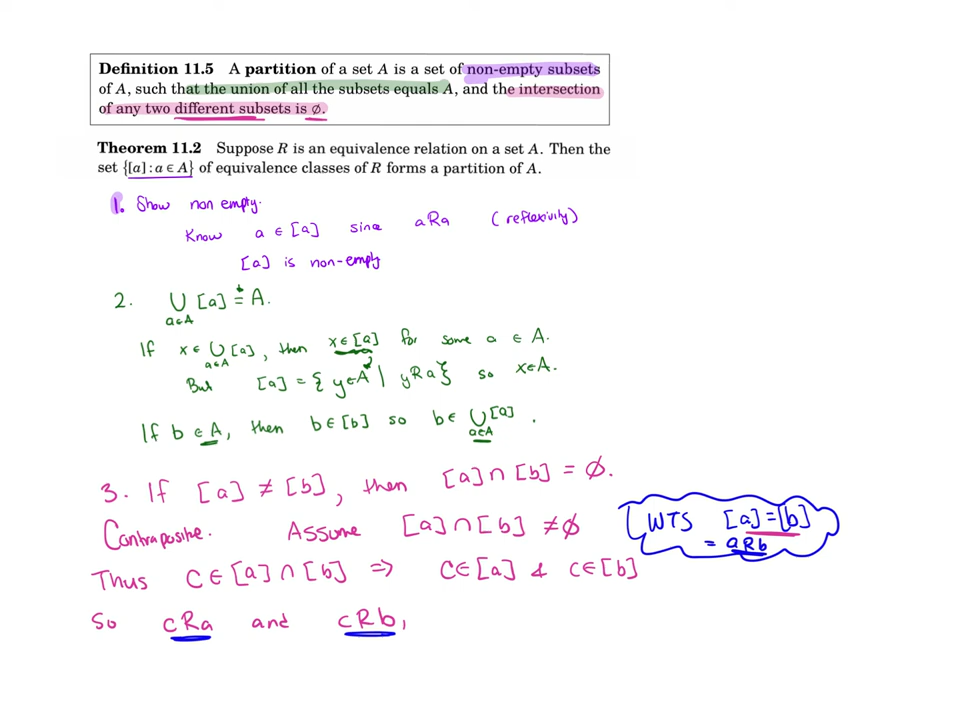 Definition 11.5 A partition of a set A is a set of non-empty subsets
of A, such that the union of all the subsets equals A, and the intersection
of any two different subsets is ∅.
Theorem 11.2 Suppose R is an equivalence relation on a set A. Then the
set {[a] : a ∈ A} of equivalence classes of R forms a partition of A.
1. Show non empty.
Know a ∈ [a] since aRa (reflexivity)
[a] is non-empty
2. ∪ [a] = A.
a∈A
If x ∈ ∪ [a], then x ∈ [a] for some a ∈ A.
a∈A
But [a] = { y∈A | yRa} so x∈A.
If b ∈ A, then b∈[b] so b∈ ∪ [a].
a∈A
3. If [a] ≠ [b], then [a]∩[b] = ∅.
Contrapositive. Assume [a]∩[b] ≠∅
WTS [a]=[b]
= aRb
Thus C∈[a]∩[b] ⇒ C∈[a] & C∈[b]
So cRa and cRb,